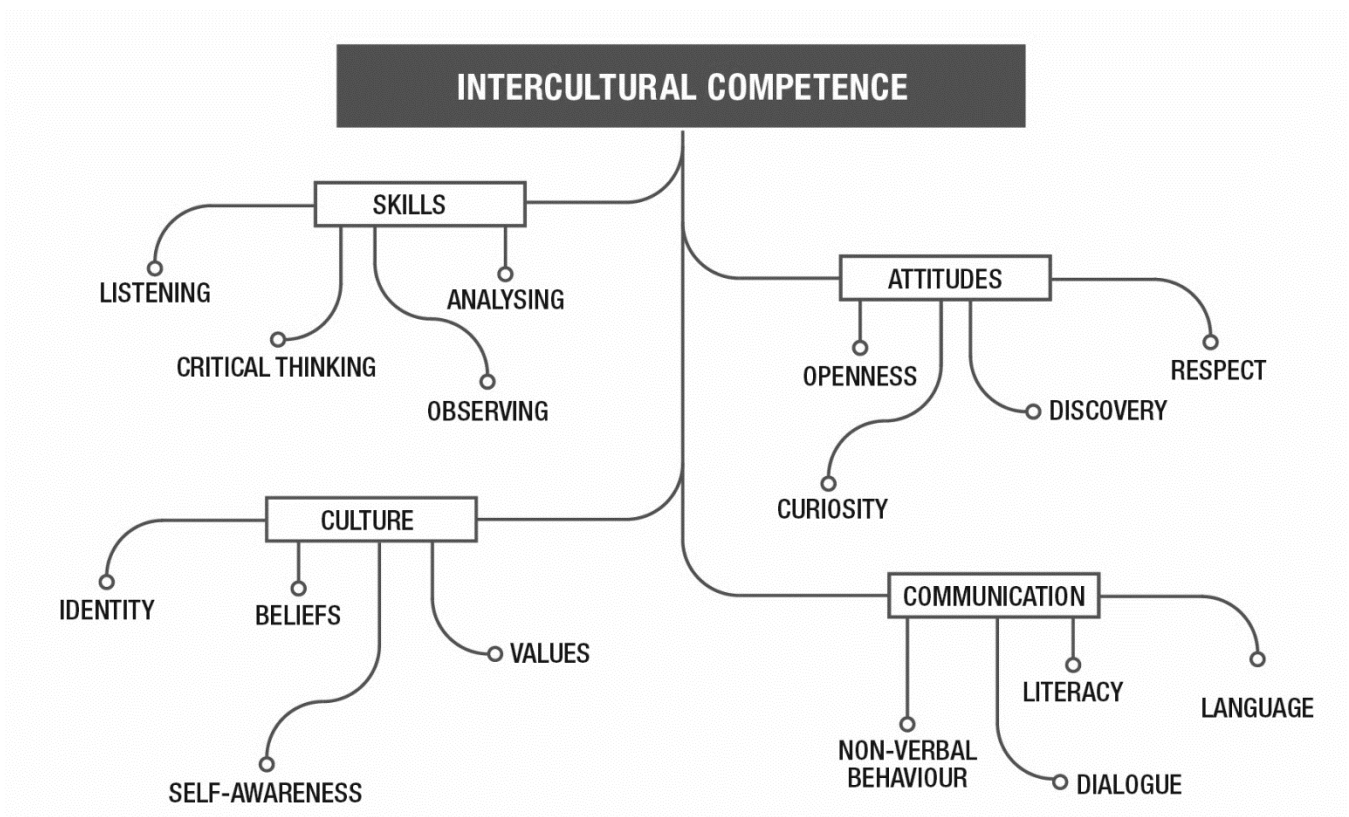 INTERCULTURAL COMPETENCE
SKILLS
LISTENING
CRITICAL THINKING
OBSERVING
ANALYSING
ATTITUDES
OPENNESS
CURIOSITY
DISCOVERY
RESPECT
CULTURE
IDENTITY
BELIEFS
SELF-AWARENESS
VALUES
COMMUNICATION
NON-VERBAL
BEHAVIOUR
DIALOGUE
LITERACY
LANGUAGE